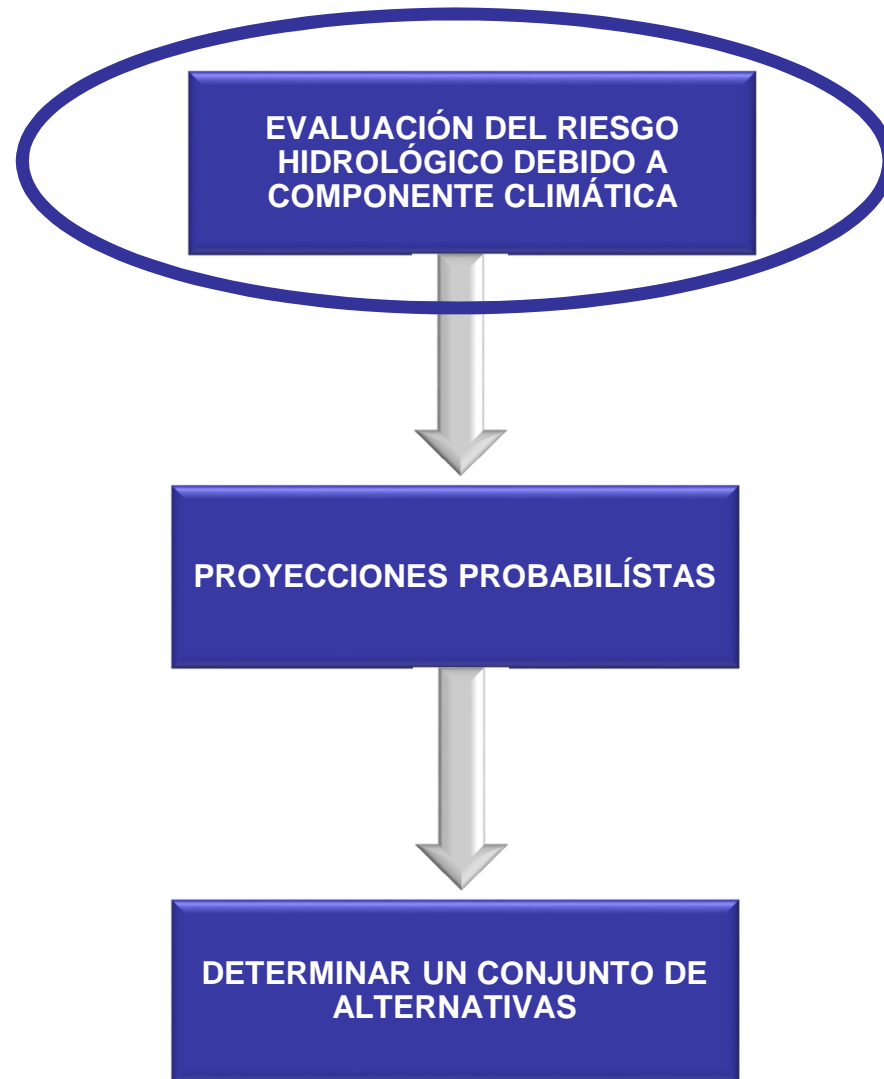 EVALUACIÓN DEL RIESGO
HIDROLÓGICO DEBIDO A
COMPONENTE CLIMÁTICA
PROYECCIONES PROBABILÍSTAS
DETERMINAR UN CONJUNTO DE
ALTERNATIVAS